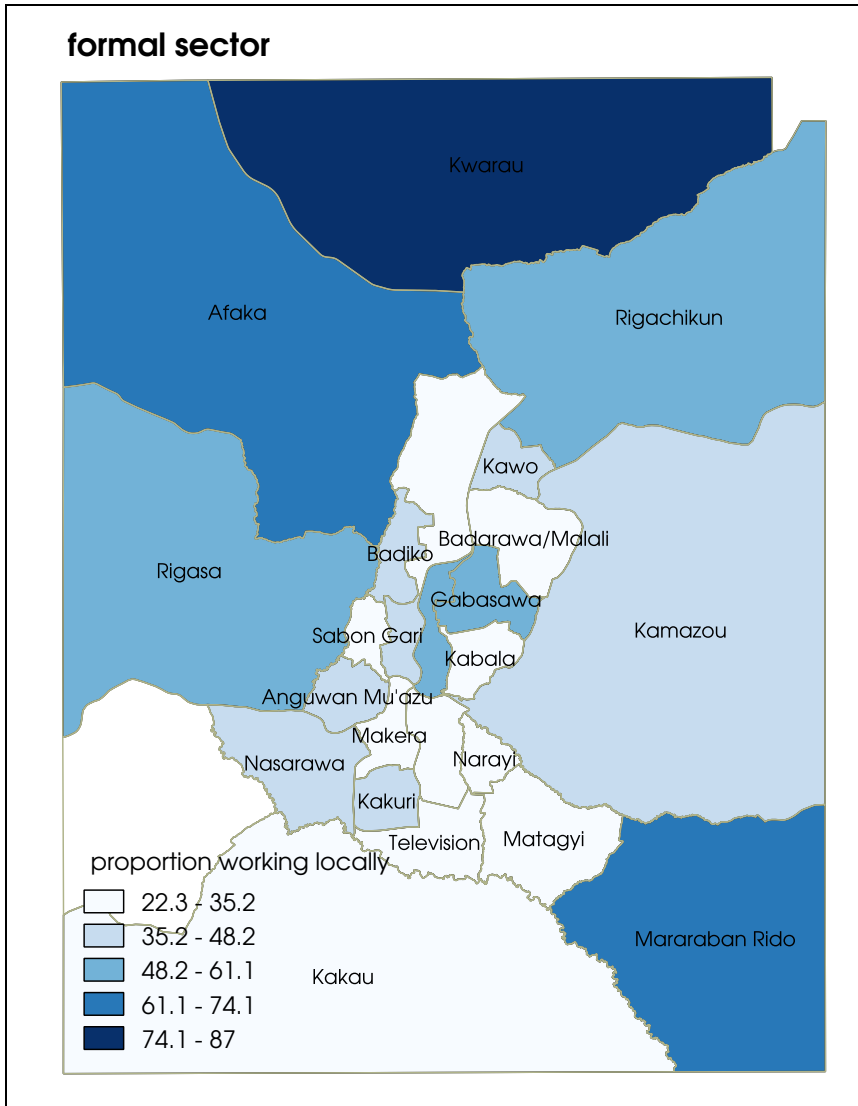 formal sector
Kwarau
Afaka
Rigachikun
Kawo
Badarawa/Malali
Badiko
Rigasa
Gabasawa
Kamazou
Sabon Gari
Kabala
Anguwan Mu'azu
Makera
Narayi
Nasarawa
Kakuri
Television
Matagyi
proportion working locally
22.3 - 35.2
35.2 - 48.2
Mararaban Rido
48.2 - 61.1
Kakau
61.1 - 74.1
74.1 - 87